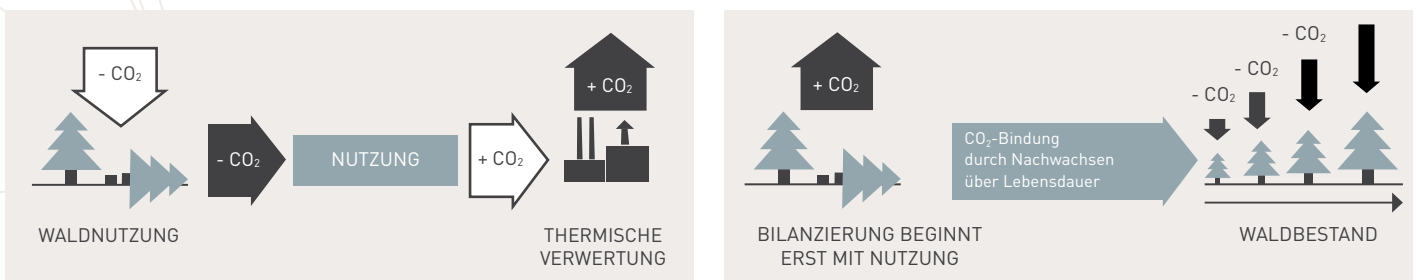 - CO₂
- CO₂
NUTZUNG
+ CO₂
+ CO₂
WALDNUTZUNG
THERMISCHE
VERWERTUNG
+ CO₂
CO₂-Bindung
durch Nachwachsen
über Lebensdauer
- CO₂
- CO₂
- CO₂
BILANZIERUNG BEGINNT
ERST MIT NUTZUNG
WALDBESTAND